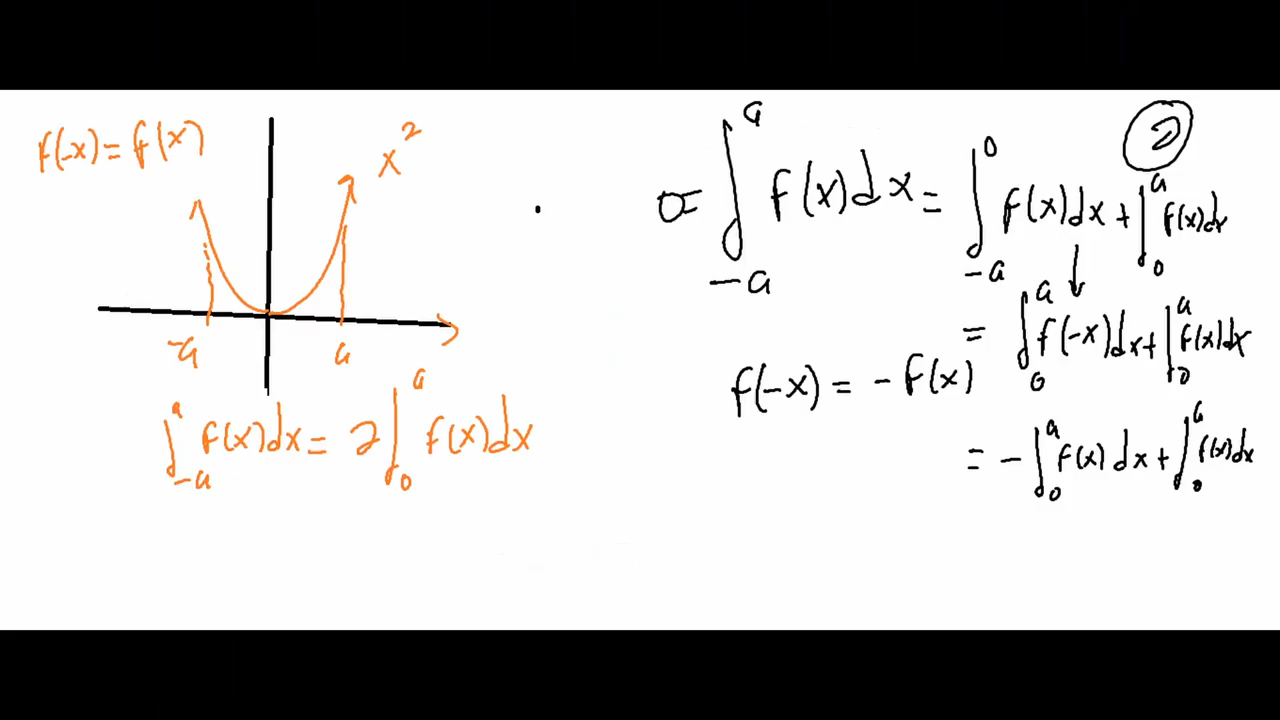 f(-x) = f(x)
x²
-a
a
∫_{-a}^{a} f(x)dx = 2∫_{0}^{a} f(x)dx
②
0= ∫_{-a}^{a} f(x)dx = ∫_{-a}^{0} f(x)dx + ∫_{0}^{a} f(x)dx
= ∫_{0}^{a} f(-x)dx + ∫_{0}^{a} f(x)dx
f(-x) = - f(x)
= - ∫_{0}^{a} f(x) dx + ∫_{0}^{a} f(x)dx